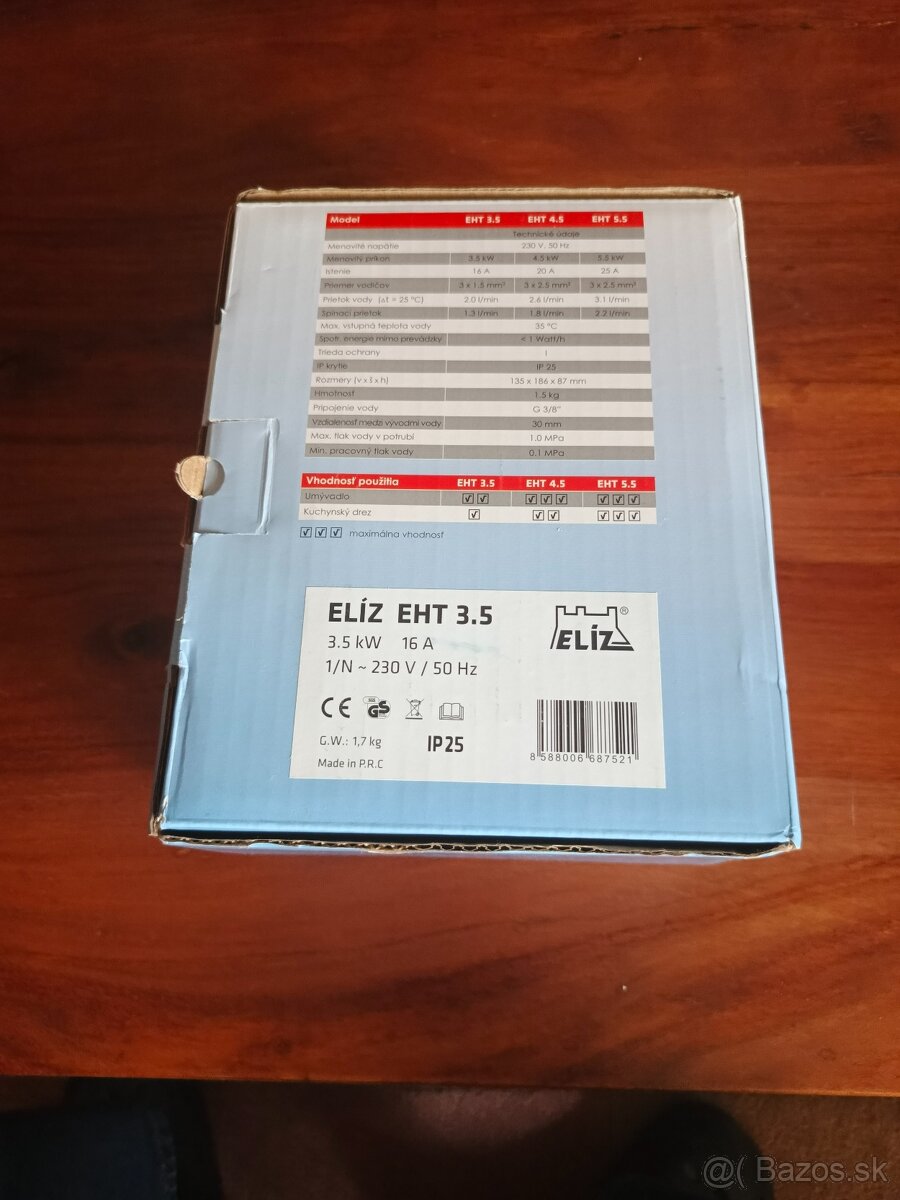 Model EHT 3.5 EHT 4.5 EHT 5.5
Technické údaje
Menovité napätie 230 V, 50 Hz
Menovitý príkon 3.5 kW 4.5 kW 5.5 kW
Istenie 16 A 20 A 25 A
Priemer vodičov 3 x 1.5 mm² 3 x 2.5 mm² 3 x 2.5 mm²
Prietok vody (Δt = 25 °C) 2.0 l/min 2.6 l/min 3.1 l/min
Spínací prietok 1.3 l/min 1.8 l/min 2.2 l/min
Max. vstupná teplota vody 35 °C
Spotr. energie mimo prevádzky < 1 Watt/h
Trieda ochrany I
IP krytie IP 25
Rozmery (v x š x h) 135 x 186 x 87 mm
Hmotnosť 1.5 kg
Pripojenie vody G 3/8"
Vzdialenosť medzi vývodmi vody 30 mm
Max. tlak vody v potrubí 1.0 MPa
Min. pracovný tlak vody 0.1 MPa
Vhodnosť použitia EHT 3.5 EHT 4.5 EHT 5.5
Umývadlo
Kuchynský drez
maximálna vhodnosť
ELÍZ EHT 3.5
3.5 kW 16 A
1/N ~ 230 V / 50 Hz
ELÍZ®
CE SGS GS
G.W.: 1,7 kg IP25
Made in P.R.C
8 588006 687521
@( Bazos.sk